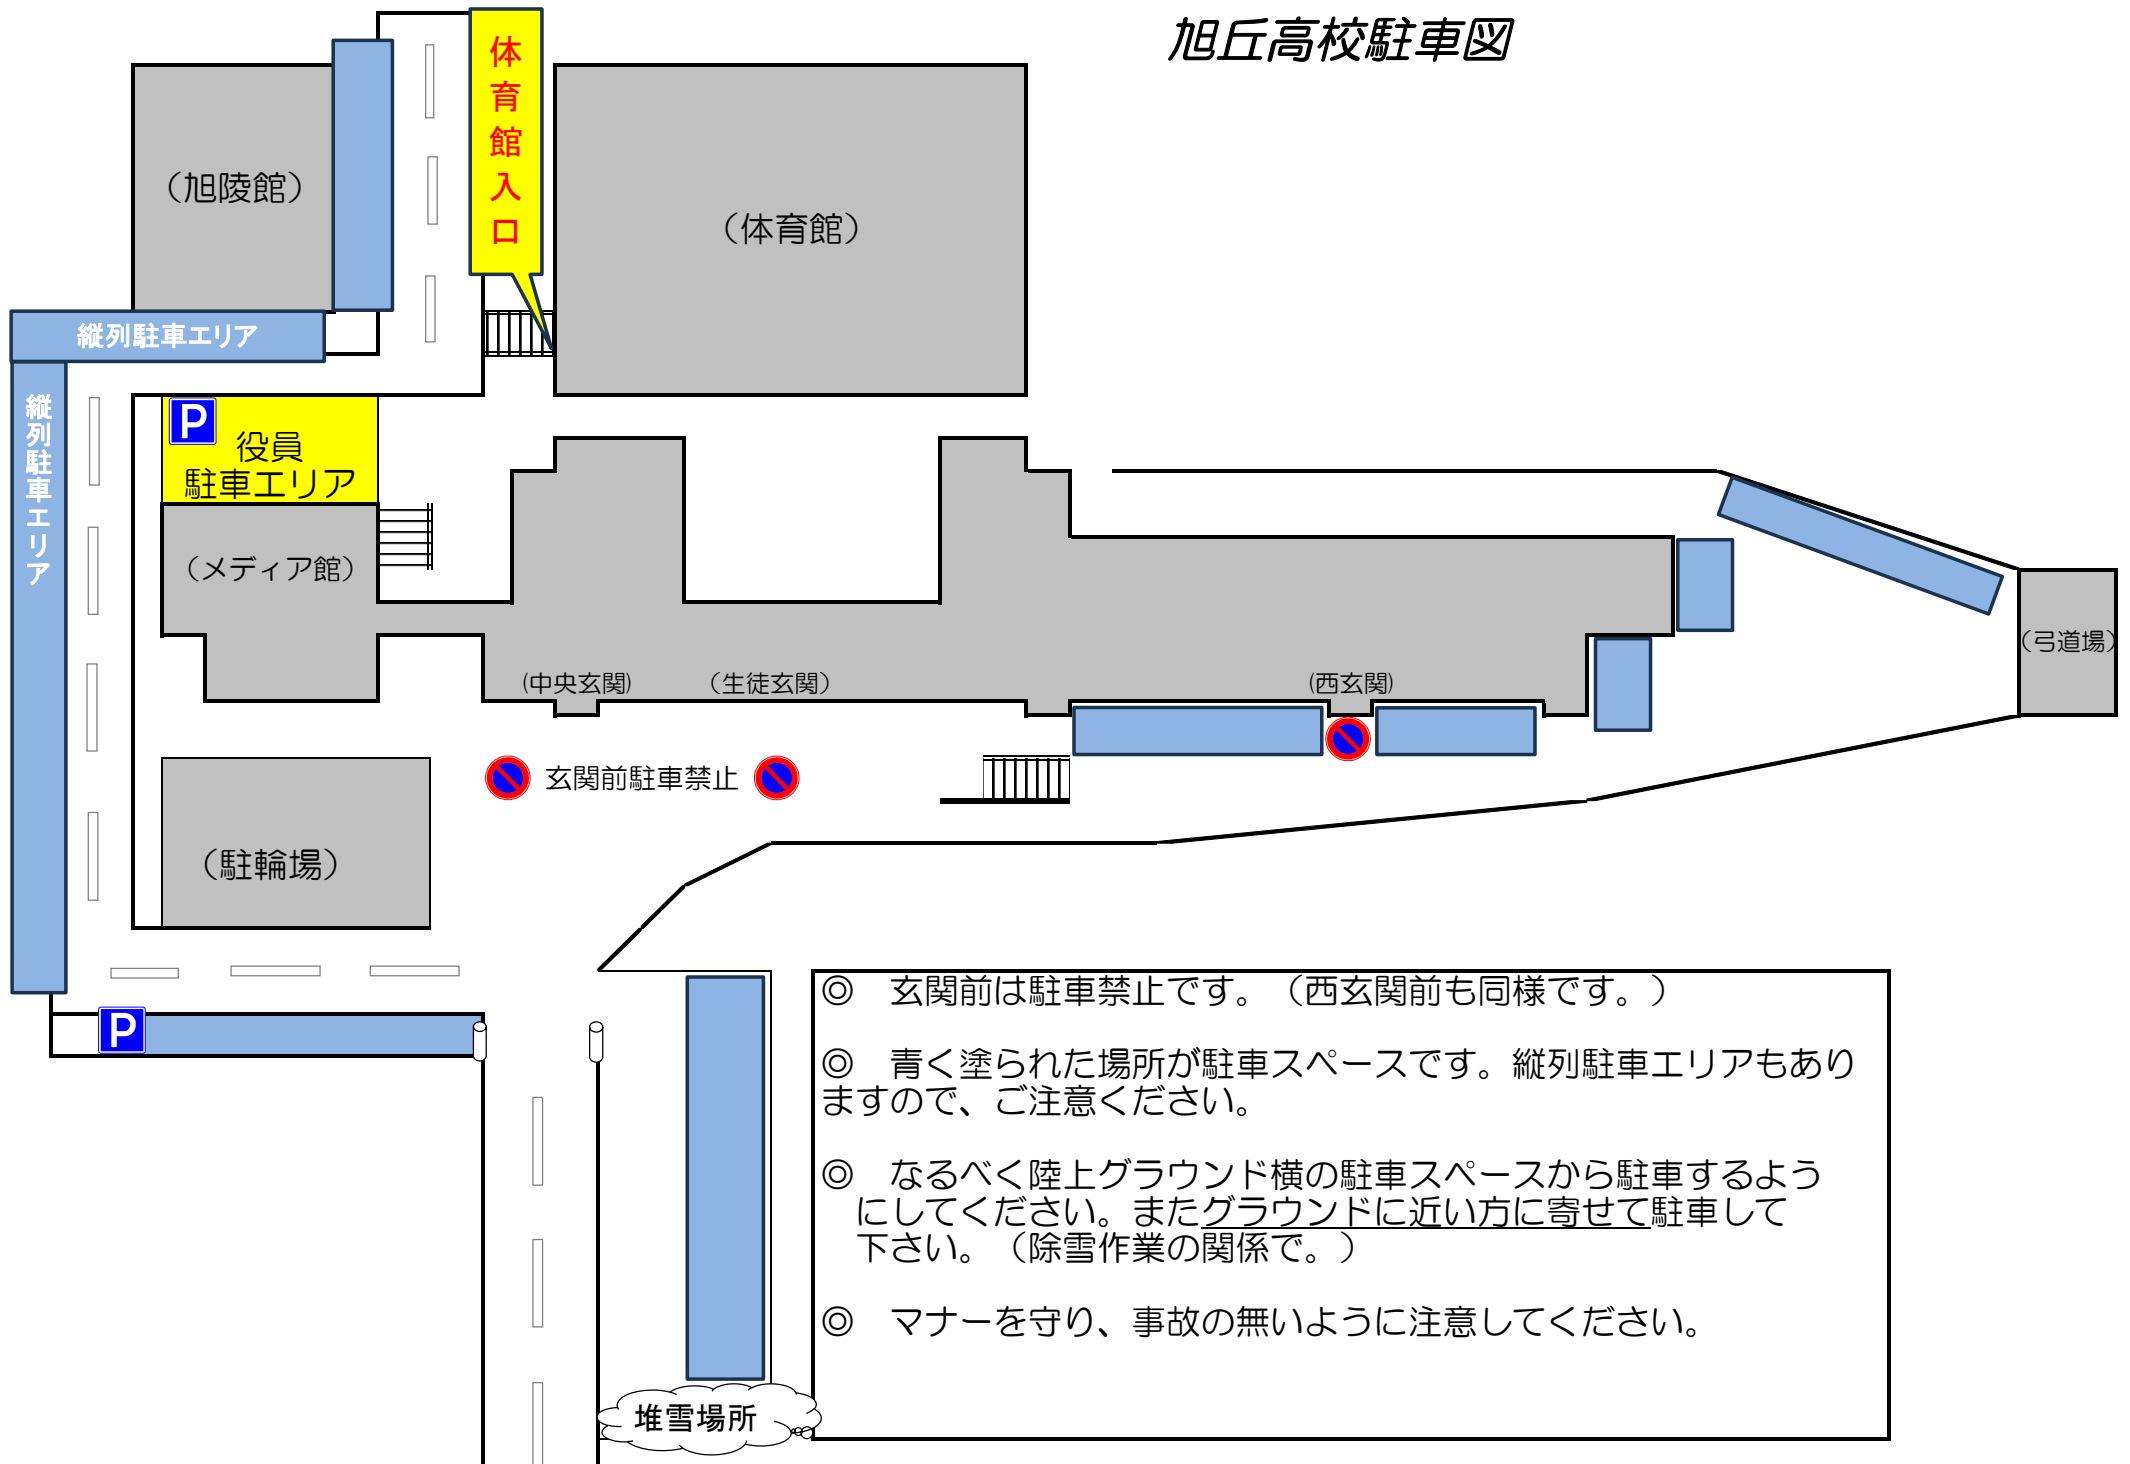 旭丘高校駐車図
体育館入口
（旭陵館）
（体育館）
縦列駐車エリア
縦列駐車エリア
P
役員
駐車エリア
（メディア館）
（弓道場）
（中央玄関）
（生徒玄関）
（西玄関）
玄関前駐車禁止
（駐輪場）
P
◎　玄関前は駐車禁止です。（西玄関前も同様です。）
◎　青く塗られた場所が駐車スペースです。縦列駐車エリアもあり
ますので、ご注意ください。
◎　なるべく陸上グラウンド横の駐車スペースから駐車するよう
にしてください。またグラウンドに近い方に寄せて駐車して
下さい。（除雪作業の関係で。）
◎　マナーを守り、事故の無いように注意してください。
堆雪場所